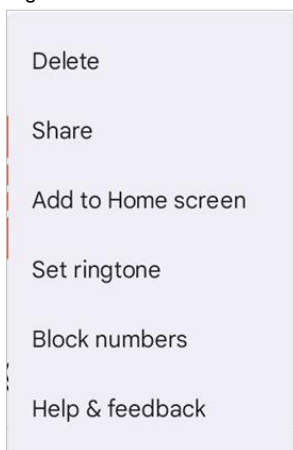 Delete
Share
Add to Home screen
Set ringtone
Block numbers
Help & feedback